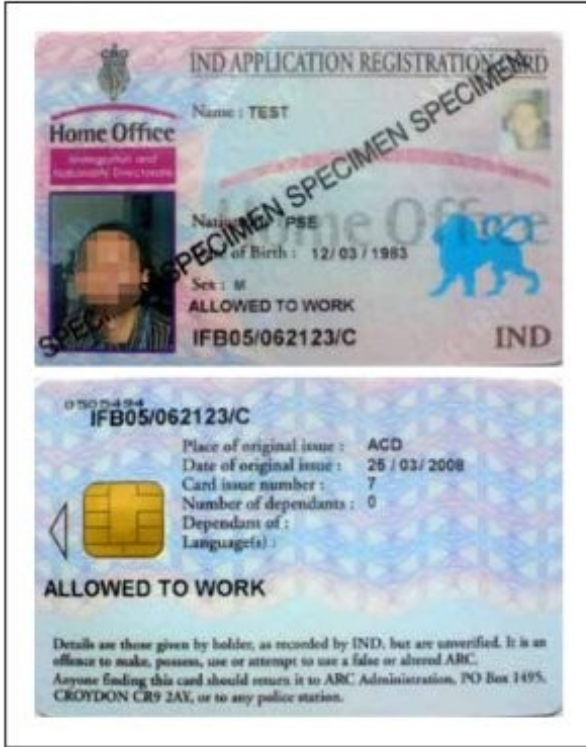 IND APPLICATION REGISTRATION CARD
Name : TEST
Home Office
Immigration and
Nationality Directorate
SPECIMEN SPECIMEN SPECIMEN SPECIMEN
Home Office
PSE
of Birth : 12/ 03 / 1983
Sex : M
ALLOWED TO WORK
IFB05/062123/C
IND
0505494
IFB05/062123/C
Place of original issue : ACD
Date of original issue : 25 / 03/ 2008
Card issue number : 7
Number of dependants : 0
Dependant of :
Language(s) :
ALLOWED TO WORK
Details are those given by holder, as recorded by IND, but are unverified. It is an
offence to make, possess, use or attempt to use a false or altered ARC.
Anyone finding this card should return it to ARC Administration, PO Box 1495,
CROYDON CR9 2AY, or to any police station.